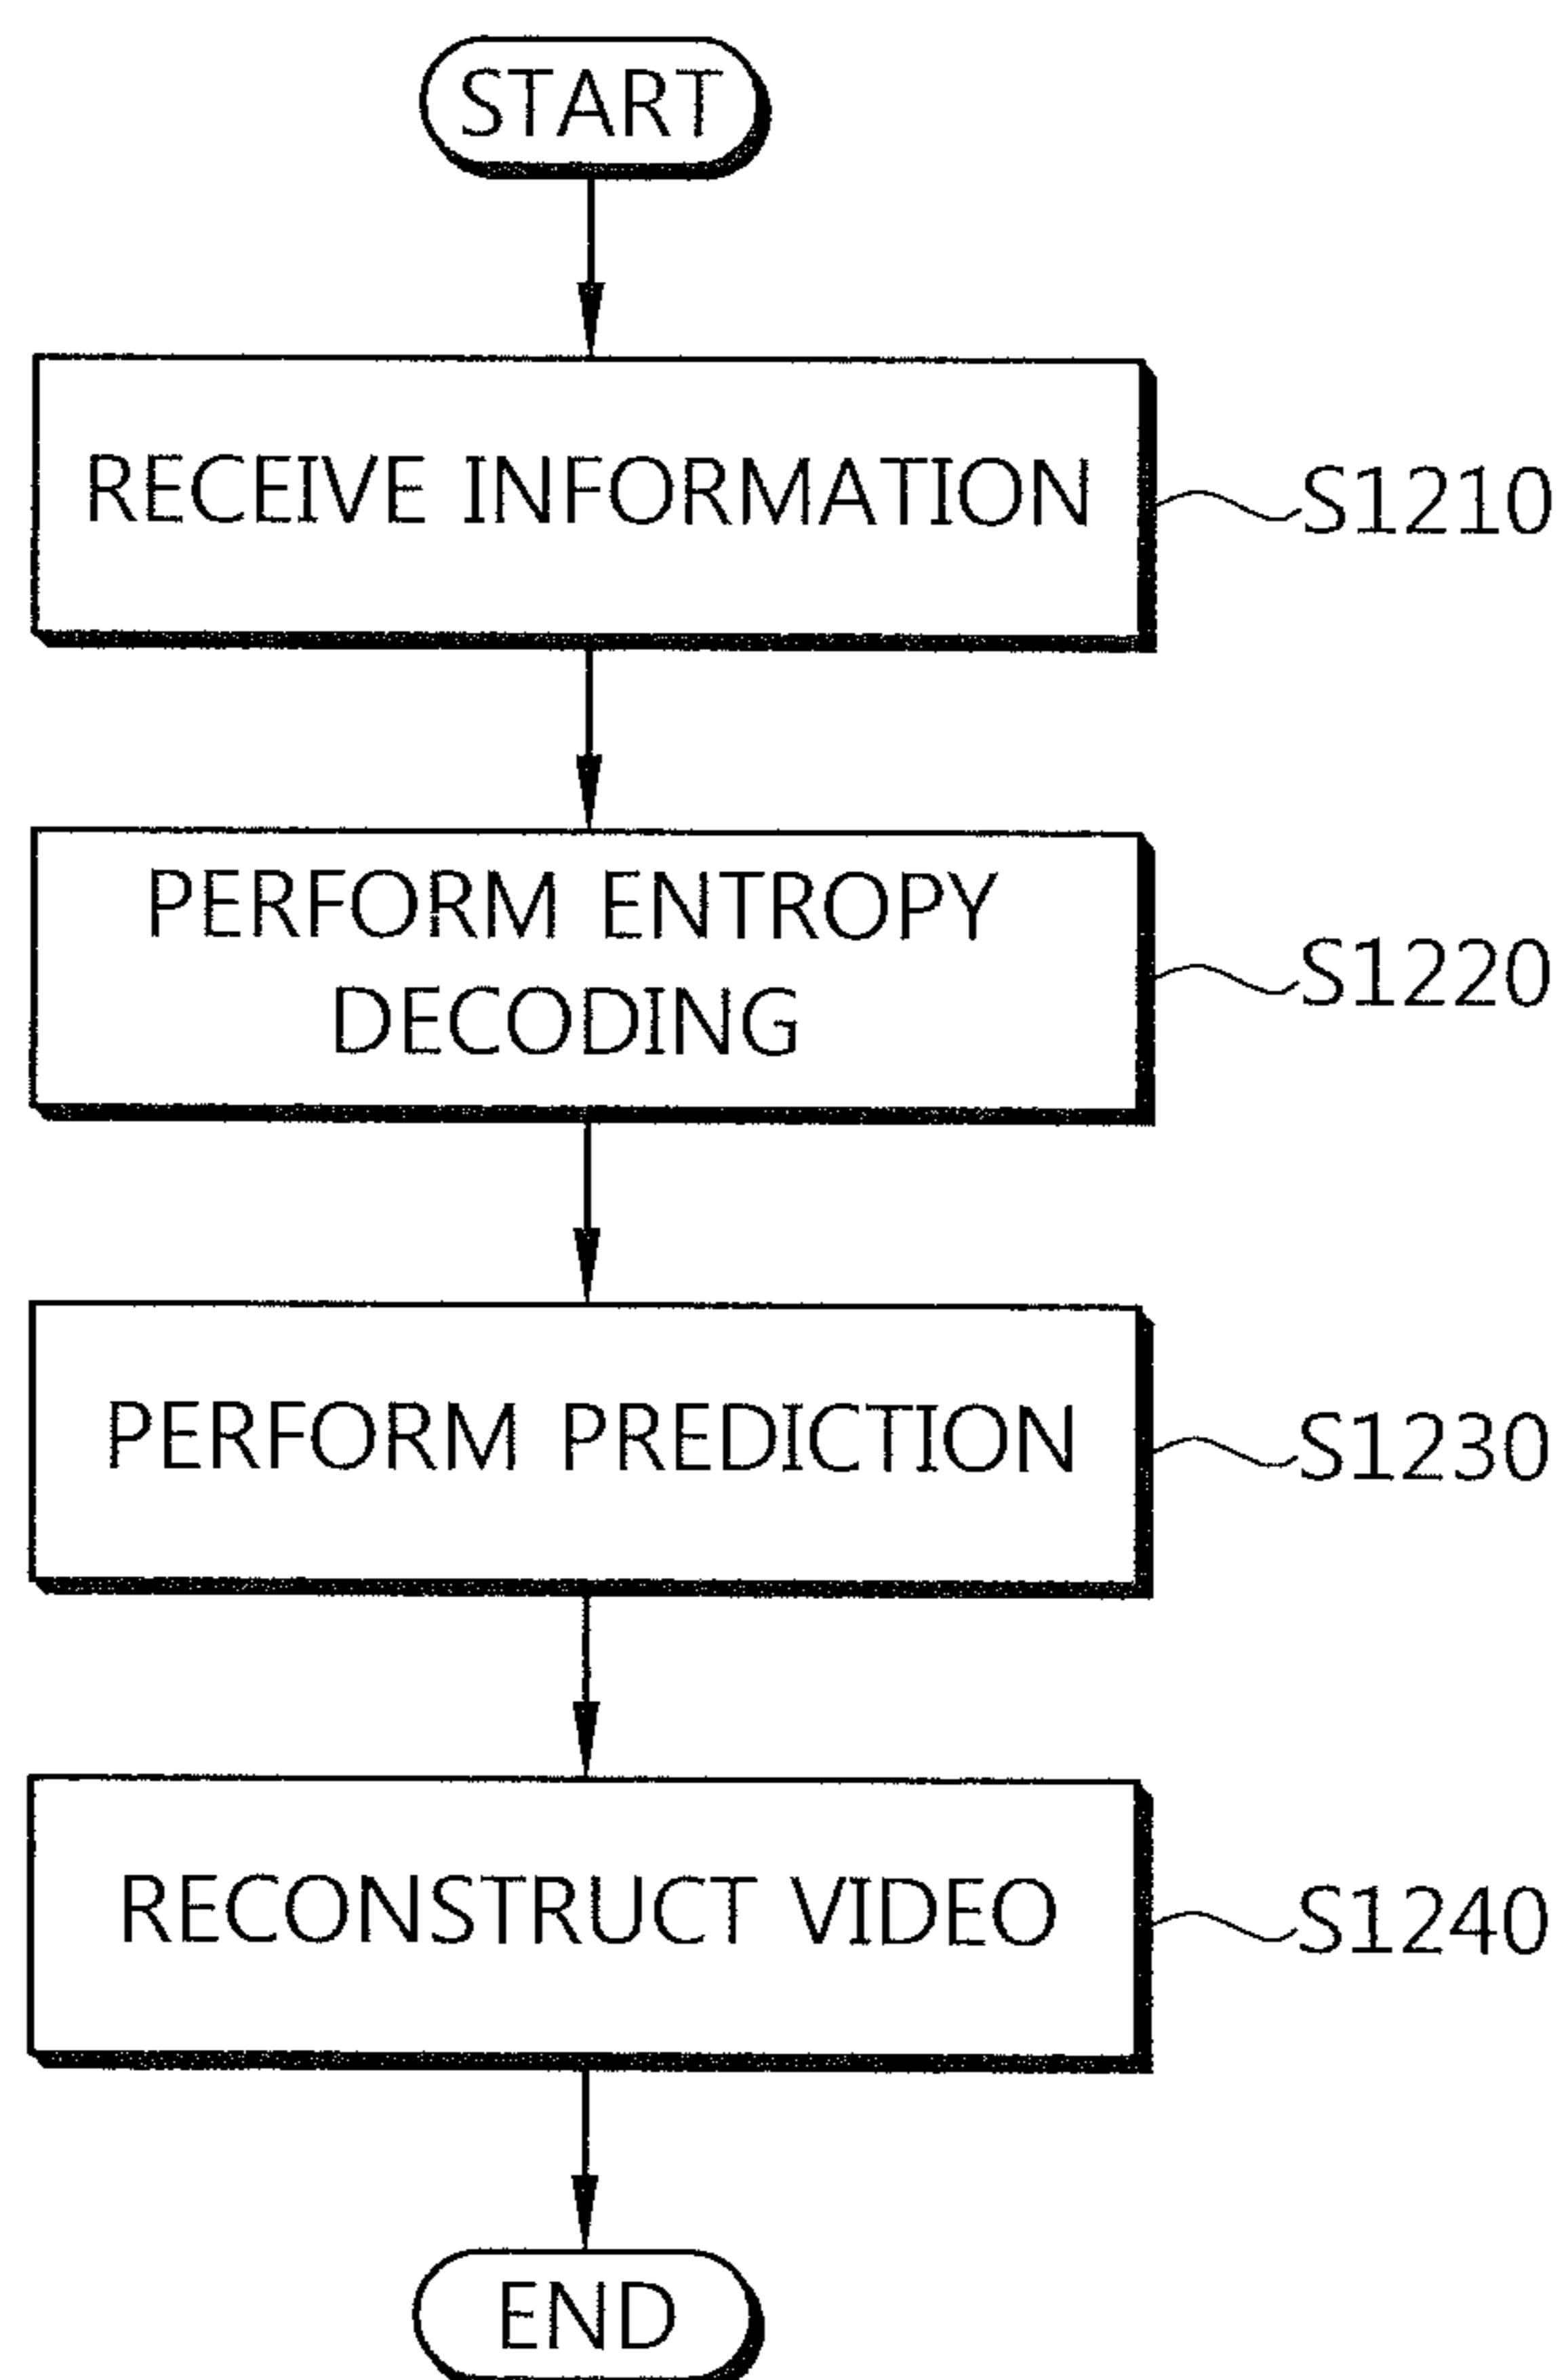 START
RECEIVE INFORMATION
S1210
PERFORM ENTROPY
DECODING
S1220
PERFORM PREDICTION
S1230
RECONSTRUCT VIDEO
S1240
END